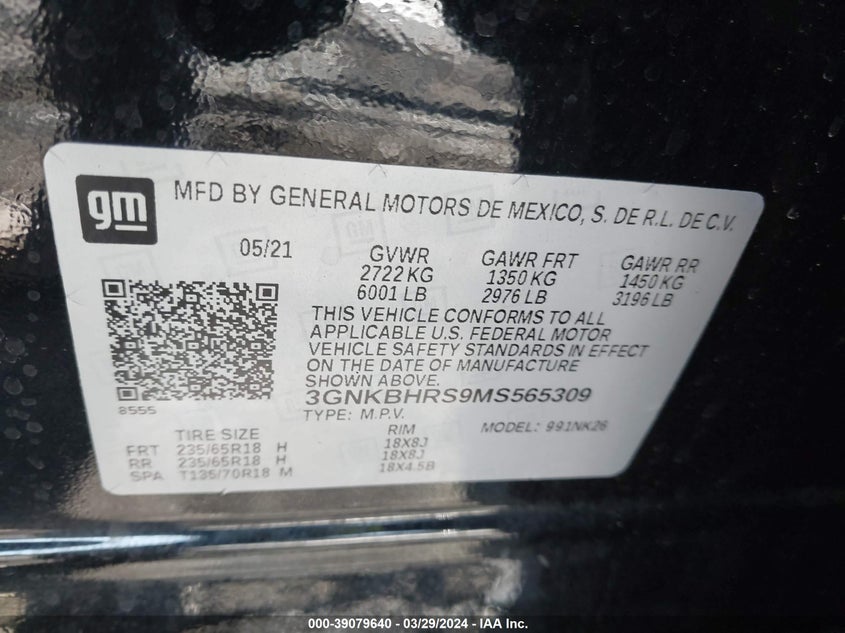 gm
MFD BY GENERAL MOTORS DE MEXICO, S. DE R.L. DE C.V.
05/21 GVWR GAWR FRT GAWR RR
2722 KG 1350 KG 1450 KG
6001 LB 2976 LB 3196 LB
THIS VEHICLE CONFORMS TO ALL
APPLICABLE U.S. FEDERAL MOTOR
VEHICLE SAFETY STANDARDS IN EFFECT
ON THE DATE OF MANUFACTURE
SHOWN ABOVE.
8555 3GNKBHRS9MS565309
TYPE: M.P.V. MODEL: 991NK26
TIRE SIZE RIM
FRT 235/65R18 H 18X8J
RR 235/65R18 H 18X8J
SPA T135/70R18 M 18X4.5B
000-39079640 - 03/29/2024 - IAA Inc.